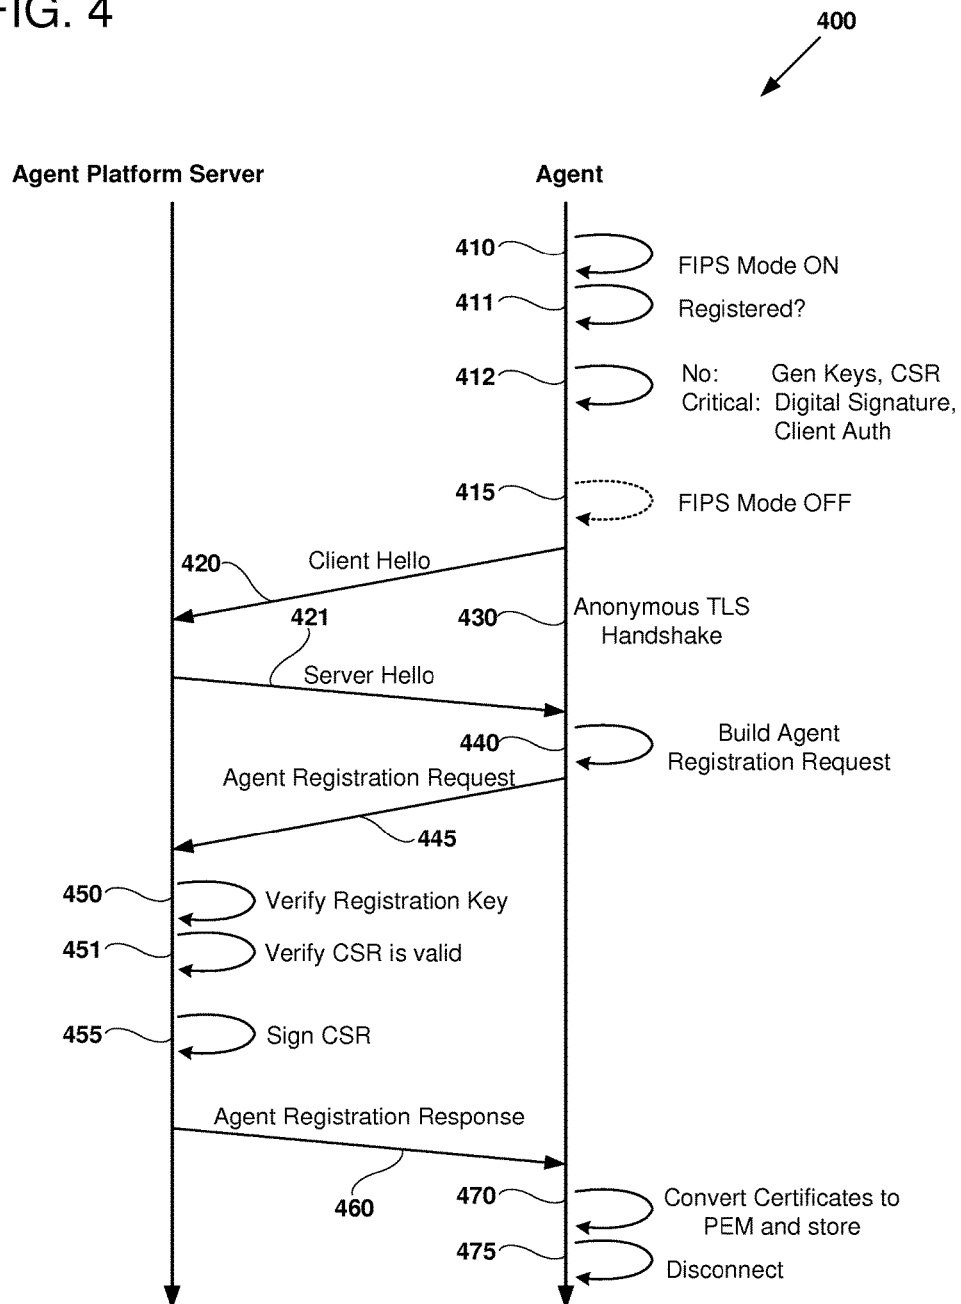 FIG. 4
400
Agent Platform Server
Agent
410
FIPS Mode ON
411
Registered?
412
No: Gen Keys, CSR
Critical: Digital Signature,
Client Auth
415
FIPS Mode OFF
420
Client Hello
421
430
Anonymous TLS
Handshake
Server Hello
440
Build Agent
Registration Request
Agent Registration Request
445
450
Verify Registration Key
451
Verify CSR is valid
455
Sign CSR
Agent Registration Response
460
470
Convert Certificates to
PEM and store
475
Disconnect